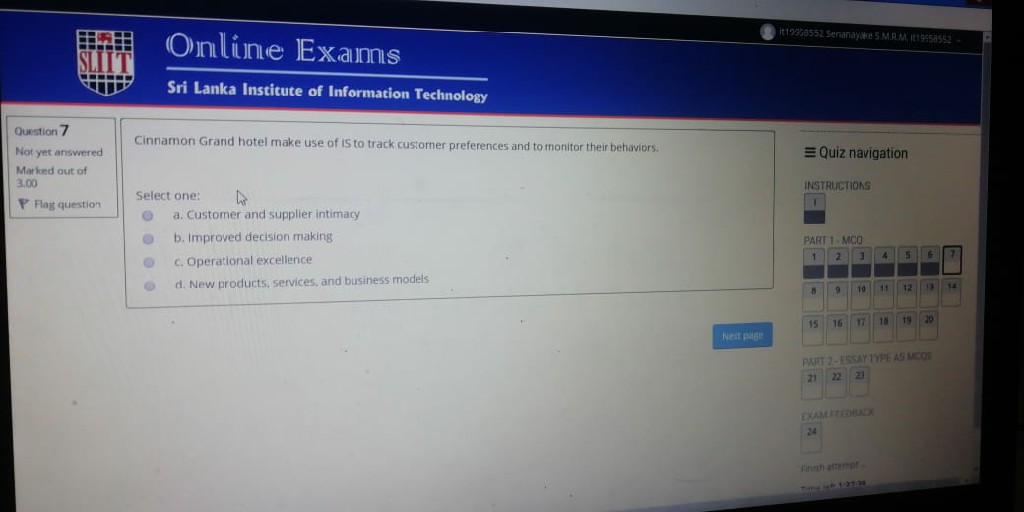 SLIIT
Online Exams
Sri Lanka Institute of Information Technology
Senanayake S.M.R.M.
Question 7
Not yet answered
Marked out of
3.00
Flag question
Cinnamon Grand hotel make use of IS to track customer preferences and to monitor their behaviors.
Select one:
a. Customer and supplier intimacy
b. Improved decision making
c. Operational excellence
d. New products, services, and business models
Next page
Quiz navigation
INSTRUCTIONS
i
PART 1 - MCQ
1 2 3 4 5 6 7
8 9 10 11 12 13 14
15 16 17 18 19 20
PART 2 - ESSAY TYPE AS MCQS
21 22 23
EXAM FEEDBACK
24
Finish attempt ...
Time left